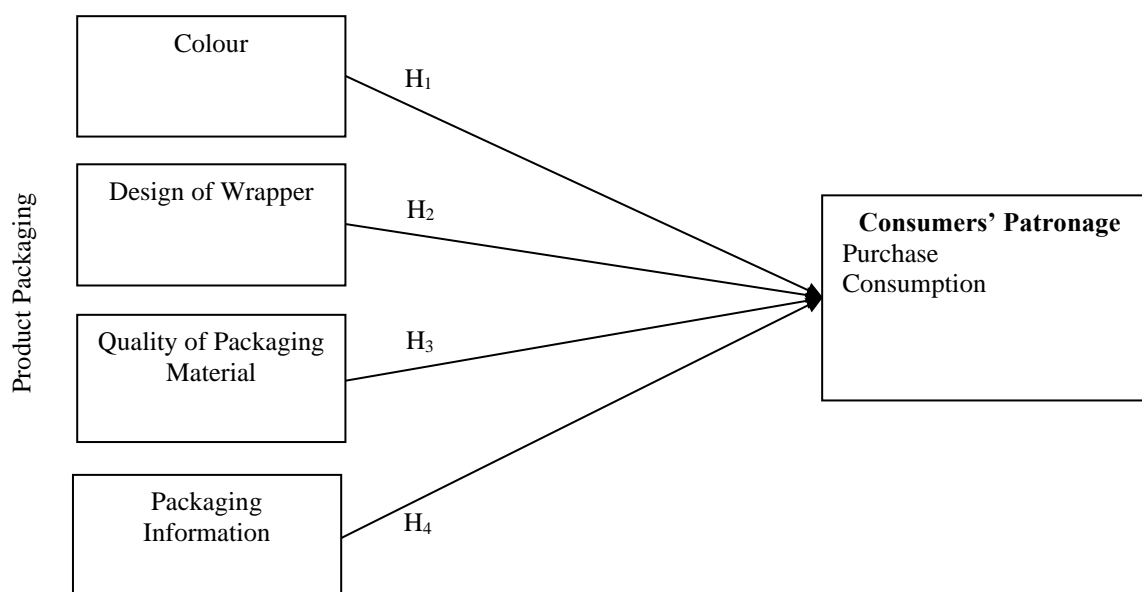 Product Packaging
Colour
H₁
Design of Wrapper
H₂
Quality of Packaging
Material
H₃
Packaging
Information
H₄
Consumers’ Patronage
Purchase
Consumption